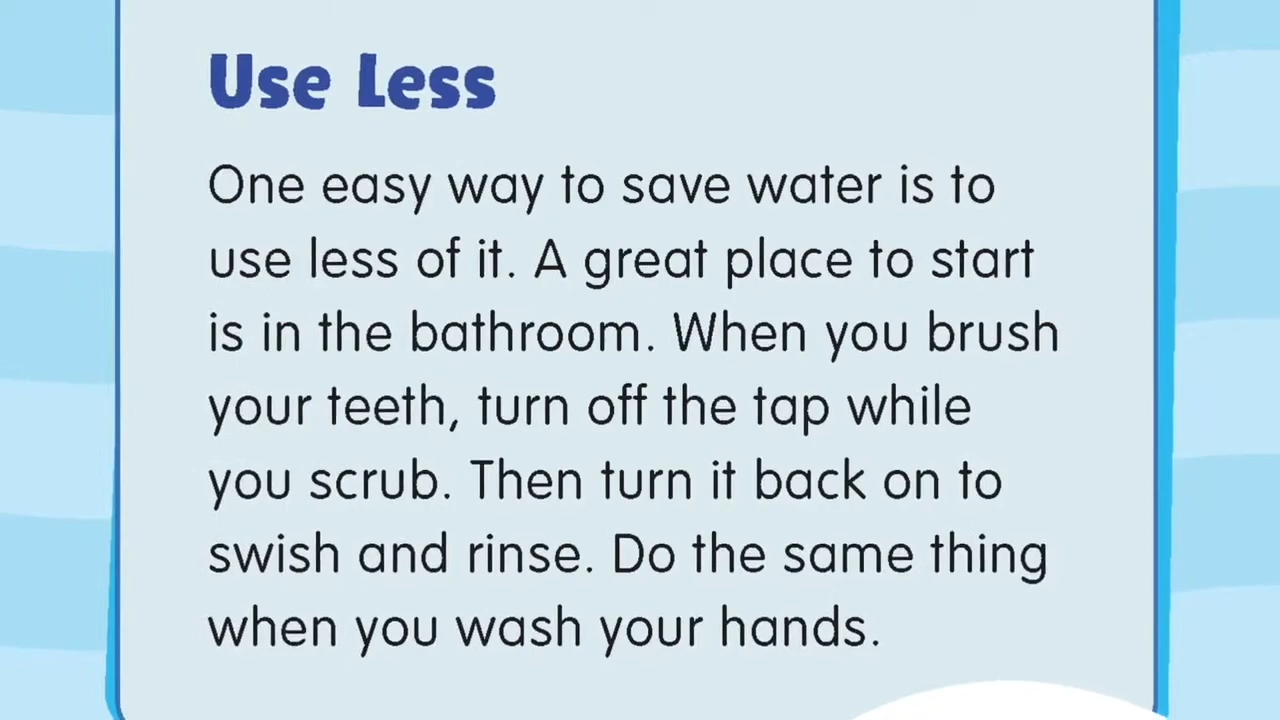 Use Less
One easy way to save water is to
use less of it. A great place to start
is in the bathroom. When you brush
your teeth, turn off the tap while
you scrub. Then turn it back on to
swish and rinse. Do the same thing
when you wash your hands.